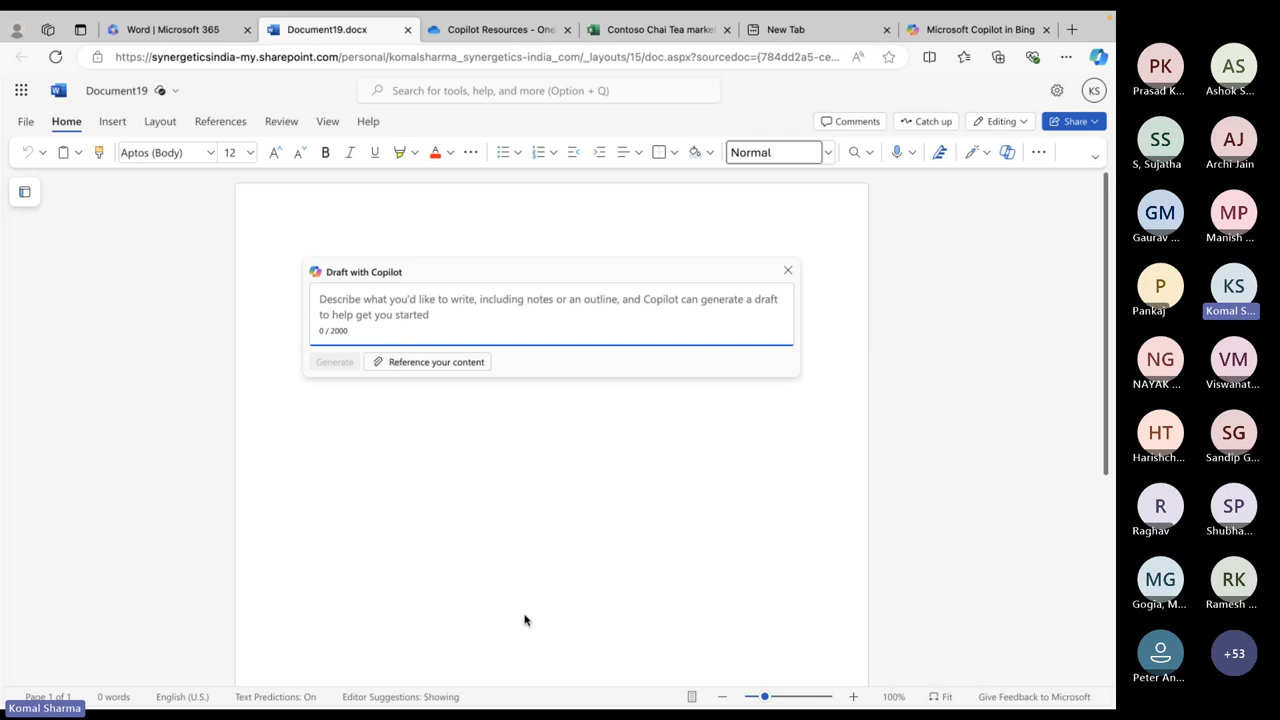 Word | Microsoft 365
Document19.docx
Copilot Resources - One
Contoso Chai Tea marke
New Tab
Microsoft Copilot in Bing
https://synergeticsindia-my.sharepoint.com/personal/komalsharma_synergetics-india_com/_layouts/15/doc.aspx?sourcedoc={784dd2a5-ce...
Document19
Search for tools, help, and more (Option + Q)
KS
File Home Insert Layout References Review View Help
Comments Catch up Editing Share
Aptos (Body) 12 B I U A Normal
Draft with Copilot
Describe what you'd like to write, including notes or an outline, and Copilot can generate a draft
to help get you started
0 / 2000
Generate Reference your content
Page 1 of 1 0 words English (U.S.) Text Predictions: On Editor Suggestions: Showing 100% Fit Give Feedback to Microsoft
Komal Sharma
PK AS
Prasad K... Ashok S...
SS AJ
S, Sujatha Archi Jain
GM MP
Gaurav ... Manish ...
P KS
Pankaj Komal S...
NG VM
NAYAK ... Viswanat...
HT SG
Harishch... Sandip G...
R SP
Raghav Shubha...
MG RK
Gogia, M... Ramesh ...
+53
Peter An...